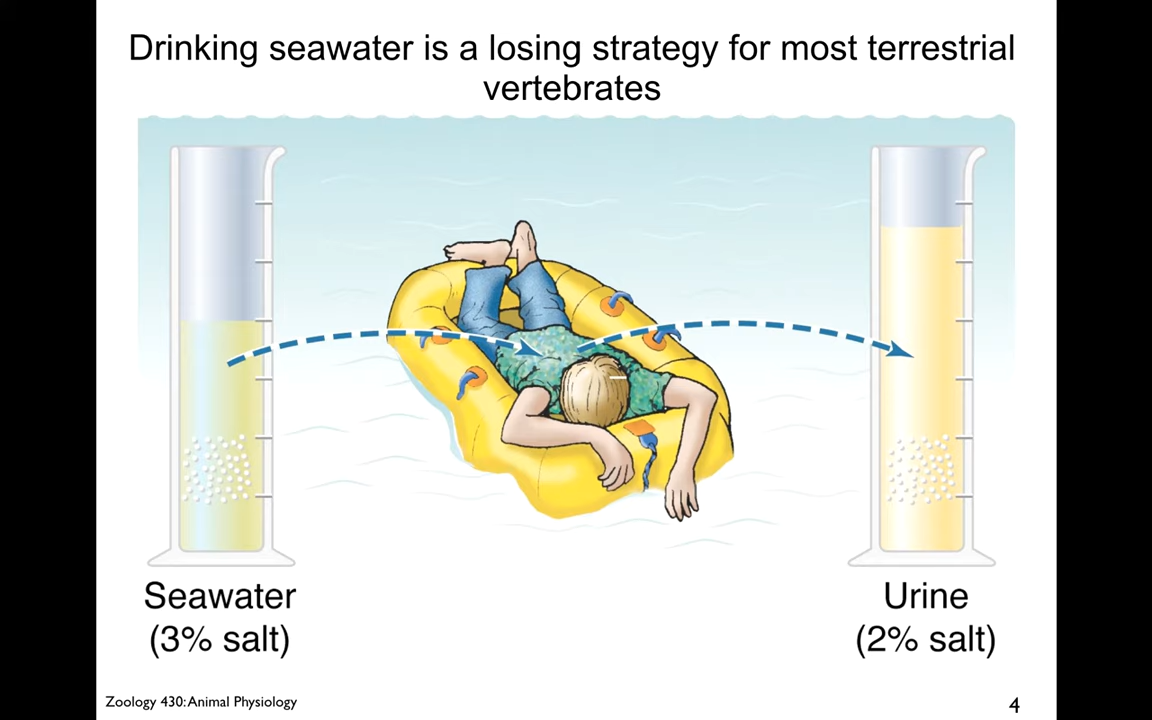 Drinking seawater is a losing strategy for most terrestrial
vertebrates
Seawater
(3% salt)
Urine
(2% salt)
Zoology 430: Animal Physiology
4